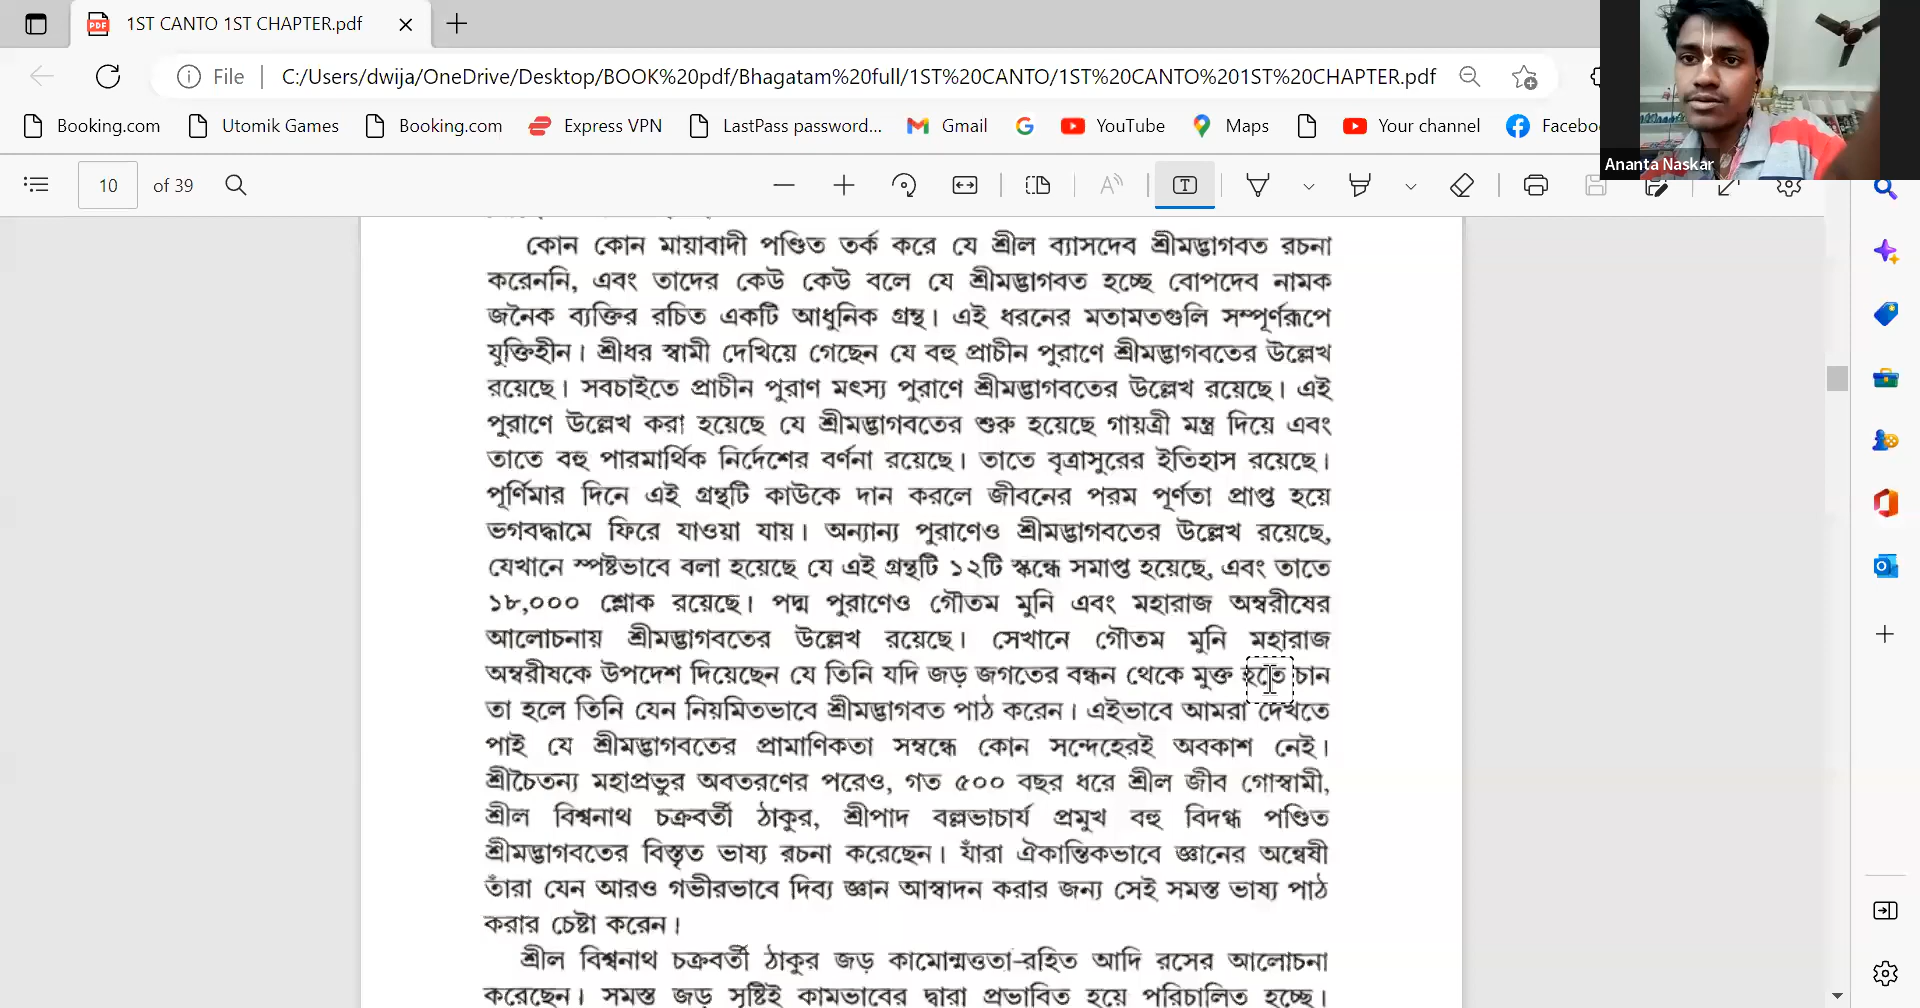 1ST CANTO 1ST CHAPTER.pdf
File
C:/Users/dwija/OneDrive/Desktop/BOOK%20pdf/Bhagatam%20full/1ST%20CANTO/1ST%20CANTO%201ST%20CHAPTER.pdf
Booking.com Utomik Games Booking.com Express VPN LastPass password... Gmail YouTube Maps Your channel Facebo
Ananta Naskar
10 of 39
কোন কোন মায়াবাদী পণ্ডিত তর্ক করে যে শ্রীল ব্যাসদেব শ্রীমদ্ভাগবত রচনা
করেননি, এবং তাদের কেউ কেউ বলে যে শ্রীমদ্ভাগবত হচ্ছে বোপদেব নামক
জনৈক ব্যক্তির রচিত একটি আধুনিক গ্রন্থ। এই ধরনের মতামতগুলি সম্পূর্ণরূপে
যুক্তিহীন। শ্রীধর স্বামী দেখিয়ে গেছেন যে বহু প্রাচীন পুরাণে শ্রীমদ্ভাগবতের উল্লেখ
রয়েছে। সবচাইতে প্রাচীন পুরাণ মৎস্য পুরাণে শ্রীমদ্ভাগবতের উল্লেখ রয়েছে। এই
পুরাণে উল্লেখ করা হয়েছে যে শ্রীমদ্ভাগবতের শুরু হয়েছে গায়ত্রী মন্ত্র দিয়ে এবং
তাতে বহু পারমার্থিক নির্দেশের বর্ণনা রয়েছে। তাতে বৃত্রাসুরের ইতিহাস রয়েছে।
পূর্ণিমার দিনে এই গ্রন্থটি কাউকে দান করলে জীবনের পরম পূর্ণতা প্রাপ্ত হয়ে
ভগবদ্ধামে ফিরে যাওয়া যায়। অন্যান্য পুরাণেও শ্রীমদ্ভাগবতের উল্লেখ রয়েছে,
যেখানে স্পষ্টভাবে বলা হয়েছে যে এই গ্রন্থটি ১২টি স্কন্ধে সমাপ্ত হয়েছে, এবং তাতে
১৮,০০০ শ্লোক রয়েছে। পদ্ম পুরাণেও গৌতম মুনি এবং মহারাজ অম্বরীষের
আলোচনায় শ্রীমদ্ভাগবতের উল্লেখ রয়েছে। সেখানে গৌতম মুনি মহারাজ
অম্বরীষকে উপদেশ দিয়েছেন যে তিনি যদি জড় জগতের বন্ধন থেকে মুক্ত হতে চান
তা হলে তিনি যেন নিয়মিতভাবে শ্রীমদ্ভাগবত পাঠ করেন। এইভাবে আমরা দেখতে
পাই যে শ্রীমদ্ভাগবতের প্রামাণিকতা সম্বন্ধে কোন সন্দেহেরই অবকাশ নেই।
শ্রীচৈতন্য মহাপ্রভুর অবতরণের পরেও, গত ৫০০ বছর ধরে শ্রীল জীব গোস্বামী,
শ্রীল বিশ্বনাথ চক্রবর্তী ঠাকুর, শ্রীপাদ বল্লভাচার্য প্রমুখ বহু বিদগ্ধ পণ্ডিত
শ্রীমদ্ভাগবতের বিস্তৃত ভাষ্য রচনা করেছেন। যাঁরা ঐকান্তিকভাবে জ্ঞানের অন্বেষী
তাঁরা যেন আরও গভীরভাবে দিব্য জ্ঞান আস্বাদন করার জন্য সেই সমস্ত ভাষ্য পাঠ
করার চেষ্টা করেন।
শ্রীল বিশ্বনাথ চক্রবর্তী ঠাকুর জড় কামোন্মত্ততা-রহিত আদি রসের আলোচনা
করেছেন। সমস্ত জড় সৃষ্টিই কামভাবের দ্বারা প্রভাবিত হয়ে পরিচালিত হচ্ছে।